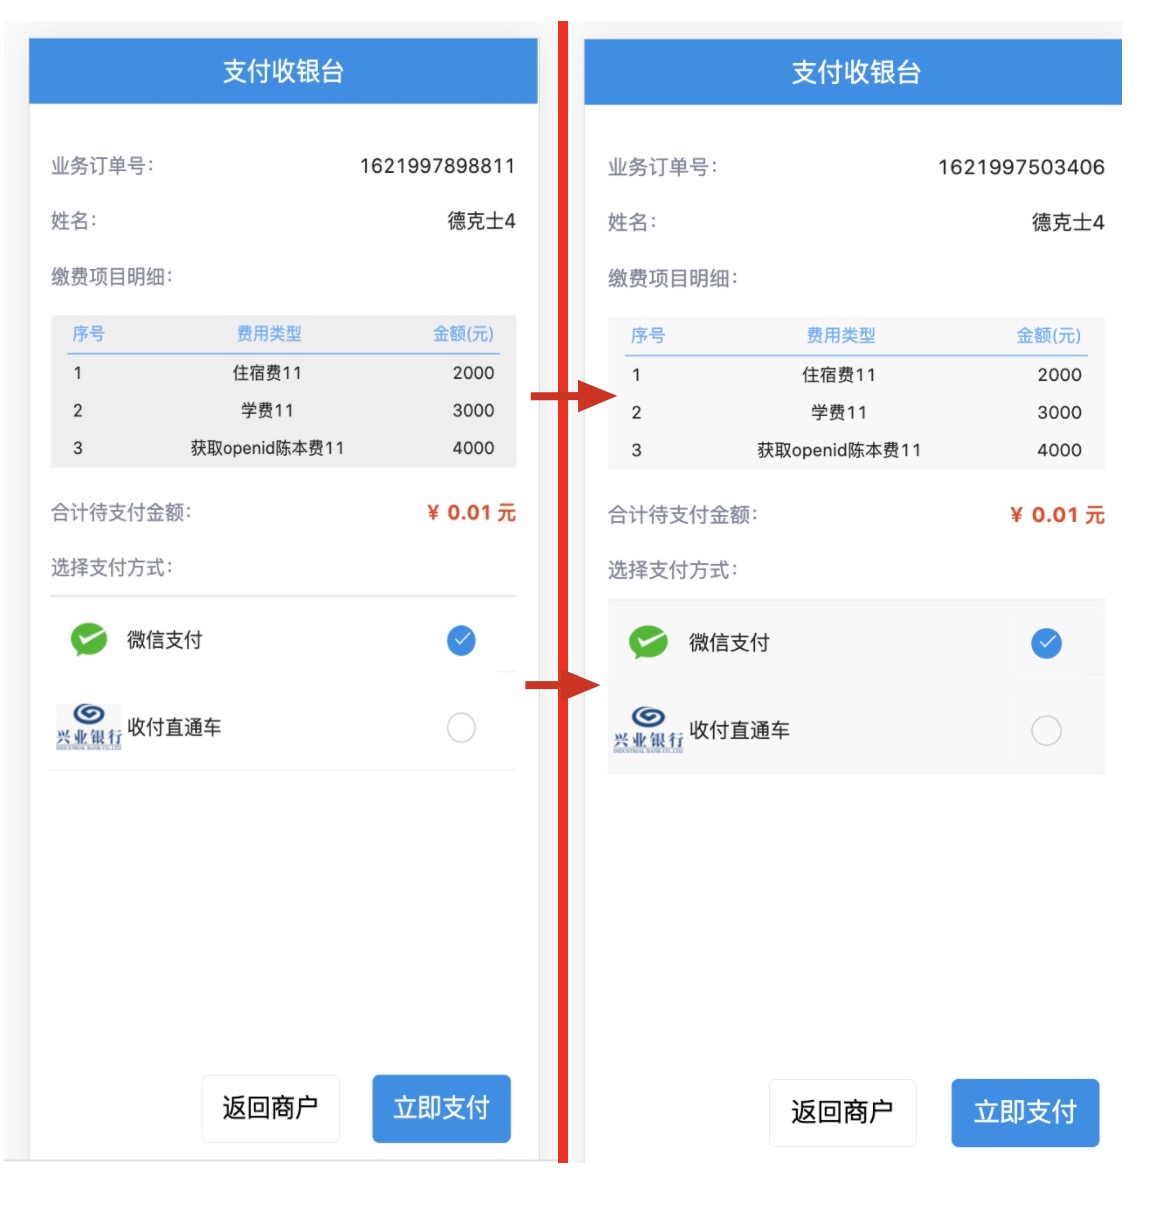 支付收银台
业务订单号: 1621997898811
姓名: 德克士4
缴费项目明细:
序号 费用类型 金额(元)
1 住宿费11 2000
2 学费11 3000
3 获取openid陈本费11 4000
合计待支付金额: ¥ 0.01 元
选择支付方式:
微信支付
兴业银行 收付直通车
INDUSTRIAL BANK CO.,LTD
返回商户 立即支付
支付收银台
业务订单号: 1621997503406
姓名: 德克士4
缴费项目明细:
序号 费用类型 金额(元)
1 住宿费11 2000
2 学费11 3000
3 获取openid陈本费11 4000
合计待支付金额: ¥ 0.01 元
选择支付方式:
微信支付
兴业银行 收付直通车
INDUSTRIAL BANK CO.,LTD
返回商户 立即支付